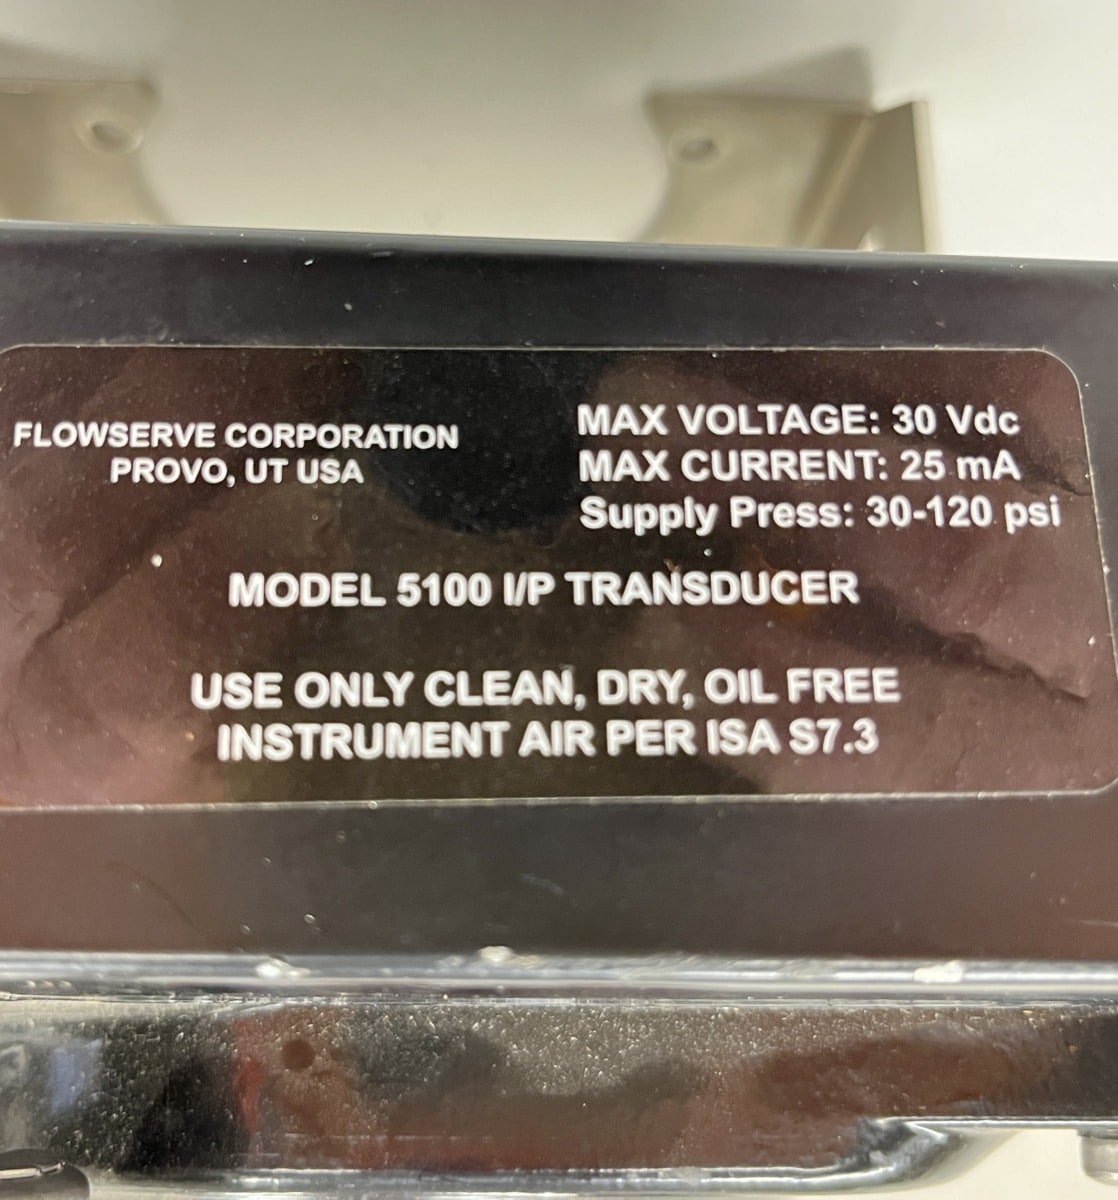 FLOWSERVE CORPORATION
PROVO, UT USA
MAX VOLTAGE: 30 Vdc
MAX CURRENT: 25 mA
Supply Press: 30-120 psi
MODEL 5100 I/P TRANSDUCER
USE ONLY CLEAN, DRY, OIL FREE
INSTRUMENT AIR PER ISA S7.3